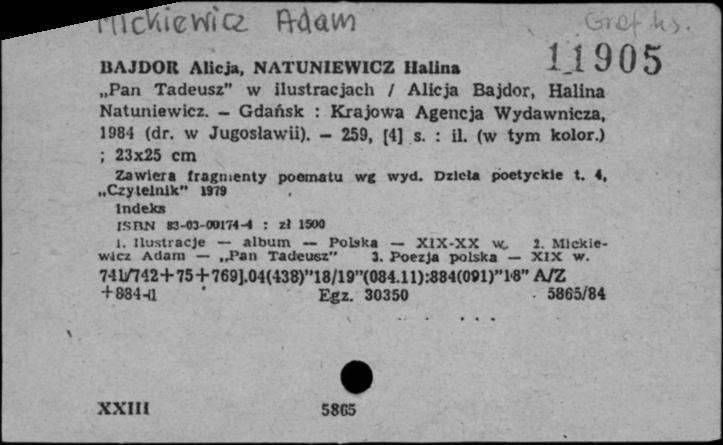 Mickiewicz Adam
Graf ks.
11905
BAJDOR Alicja, NATUNIEWICZ Halina
„Pan Tadeusz” w ilustracjach / Alicja Bajdor, Halina
Natuniewicz. — Gdańsk : Krajowa Agencja Wydawnicza,
1984 (dr. w Jugosławii). — 259, [4] s. : il. (w tym kolor.)
; 23x25 cm
Zawiera fragmenty poematu wg wyd. Dzieła poetyckie t. 4,
„Czytelnik” 1979
Indeks
ISBN 83-03-00174-4 : zł 1500
1. Ilustracje — album — Polska — XIX-XX w. 2. Mickie-
wicz Adam — „Pan Tadeusz” 3. Poezja polska — XIX w.
741/742+75+769].04(438)”18/19”(084.11):884(091)”18” A/Z
+884-11 Egz. 30350 5865/84
XXIII 5865